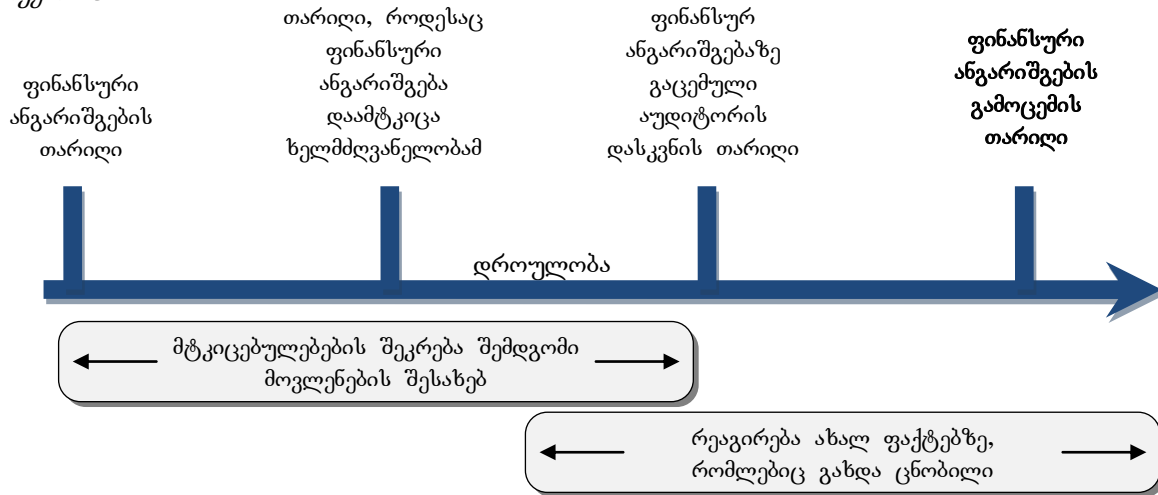 ფინანსური
ანგარიშგების
თარიღი
თარიღი, როდესაც
ფინანსური
ანგარიშგება
დაამტკიცა
ხელმძღვანელობამ
ფინანსურ
ანგარიშგებაზე
გაცემული
აუდიტორის
დასკვნის თარიღი
ფინანსური
ანგარიშგების
გამოცემის
თარიღი
დროულობა
მტკიცებულებების შეკრება შემდგომი
მოვლენების შესახებ
რეაგირება ახალ ფაქტებზე,
რომლებიც გახდა ცნობილი